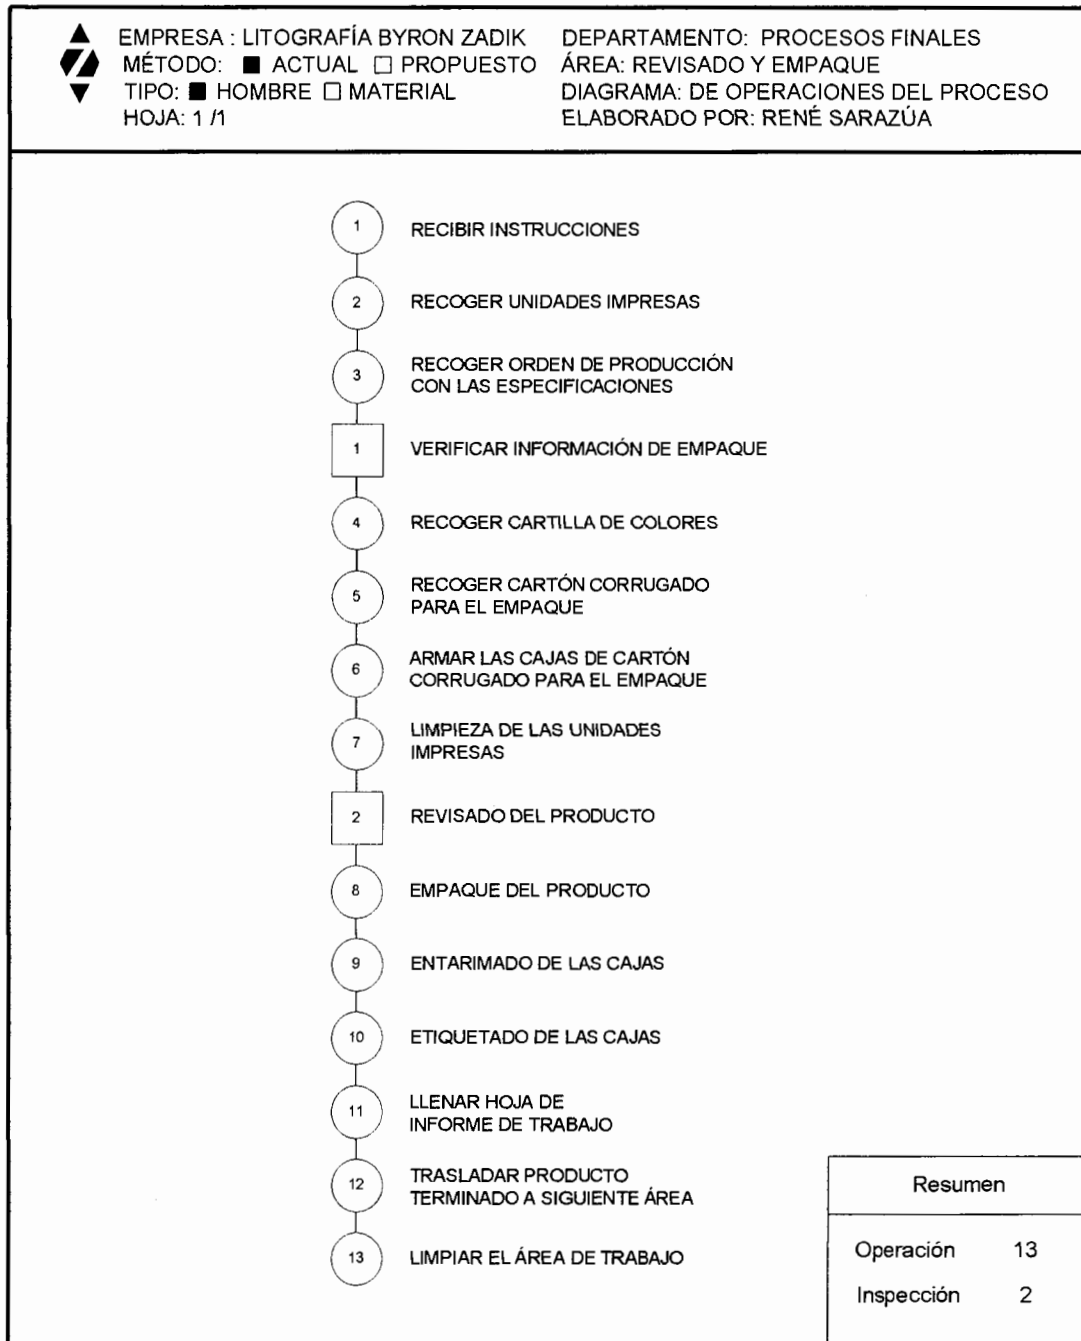 EMPRESA : LITOGRAFÍA BYRON ZADIK
MÉTODO: ■ ACTUAL □ PROPUESTO
TIPO: ■ HOMBRE □ MATERIAL
HOJA: 1 /1
DEPARTAMENTO: PROCESOS FINALES
ÁREA: REVISADO Y EMPAQUE
DIAGRAMA: DE OPERACIONES DEL PROCESO
ELABORADO POR: RENÉ SARAZÚA
1 RECIBIR INSTRUCCIONES
2 RECOGER UNIDADES IMPRESAS
3 RECOGER ORDEN DE PRODUCCIÓN
CON LAS ESPECIFICACIONES
1 VERIFICAR INFORMACIÓN DE EMPAQUE
4 RECOGER CARTILLA DE COLORES
5 RECOGER CARTÓN CORRUGADO
PARA EL EMPAQUE
6 ARMAR LAS CAJAS DE CARTÓN
CORRUGADO PARA EL EMPAQUE
7 LIMPIEZA DE LAS UNIDADES
IMPRESAS
2 REVISADO DEL PRODUCTO
8 EMPAQUE DEL PRODUCTO
9 ENTARIMADO DE LAS CAJAS
10 ETIQUETADO DE LAS CAJAS
11 LLENAR HOJA DE
INFORME DE TRABAJO
12 TRASLADAR PRODUCTO
TERMINADO A SIGUIENTE ÁREA
13 LIMPIAR EL ÁREA DE TRABAJO
Resumen
Operación 13
Inspección 2